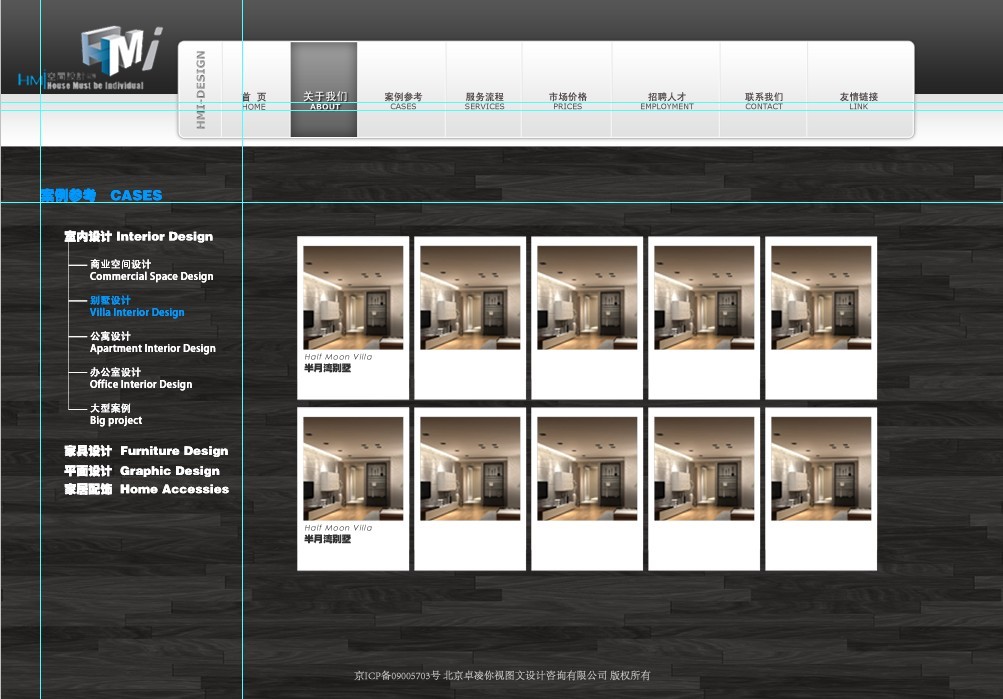 HMi
HMi空間設計
House Must be Individual
HMI-DESIGN
首 页
HOME
关于我们
ABOUT
案例参考
CASES
服务流程
SERVICES
市场价格
PRICES
招聘人才
EMPLOYMENT
联系我们
CONTACT
友情链接
LINK
案例参考 CASES
室内设计 Interior Design
商业空间设计
Commercial Space Design
别墅设计
Villa Interior Design
公寓设计
Apartment Interior Design
办公室设计
Office Interior Design
大型案例
Big project
家具设计 Furniture Design
平面设计 Graphic Design
家居配饰 Home Accessies
Half Moon Villa
半月湾别墅
Half Moon Villa
半月湾别墅
京ICP备09005703号 北京卓凌你视图文设计咨询有限公司 版权所有